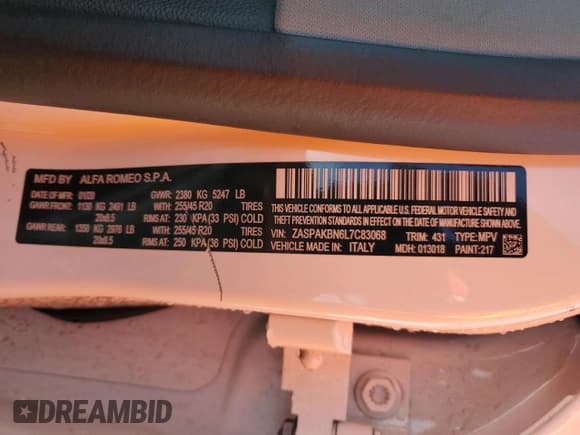 MFD BY: ALFA ROMEO S.P.A.
DATE OF MFR: 01/20 GVWR: 2380 KG 5247 LB
GAWR FRONT: 1130 KG 2491 LB WITH: 255/45 R20 TIRES
20x8.5 RIMS AT: 230 KPA (33 PSI) COLD
GAWR REAR: 1350 KG 2976 LB WITH: 255/45 R20 TIRES
20x8.5 RIMS AT: 250 KPA (36 PSI) COLD
THIS VEHICLE CONFORMS TO ALL APPLICABLE U.S. FEDERAL MOTOR VEHICLE SAFETY AND
THEFT PREVENTION STANDARDS IN EFFECT ON THE DATE OF MANUFACTURE SHOWN ABOVE.
VIN: ZASPAKBN6L7C83068 TRIM: 431 TYPE: MPV
VEHICLE MADE IN: ITALY MDH: 013018 PAINT: 217
DREAMBID